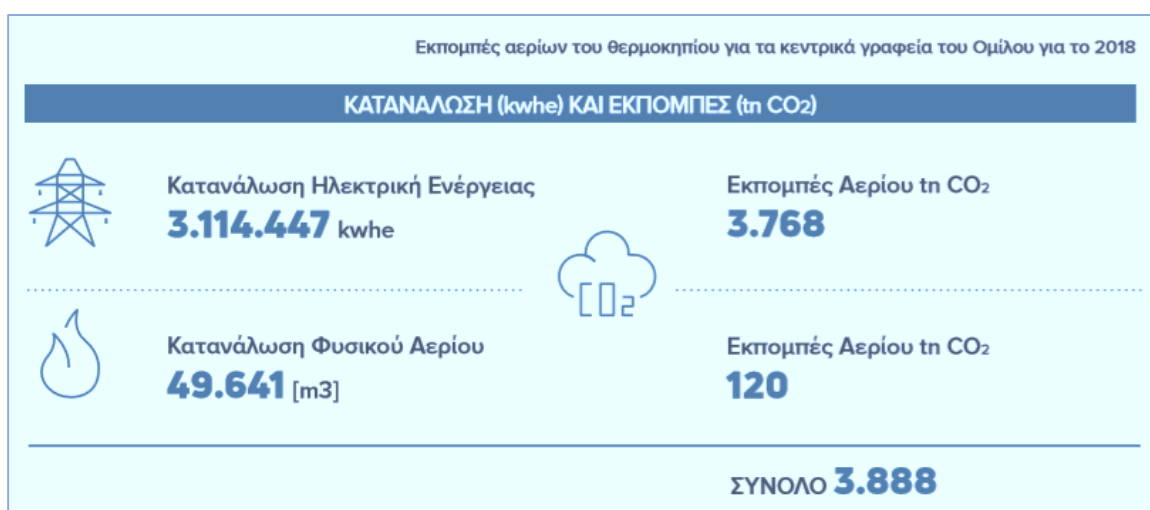 Εκπομπές αερίων του θερμοκηπίου για τα κεντρικά γραφεία του Ομίλου για το 2018
ΚΑΤΑΝΑΛΩΣΗ (kwhe) ΚΑΙ ΕΚΠΟΜΠΕΣ (tn CO2)
Κατανάλωση Ηλεκτρική Ενέργειας
3.114.447 kwhe
Εκπομπές Αερίου tn CO2
3.768
CO2
Κατανάλωση Φυσικού Αερίου
49.641 [m3]
Εκπομπές Αερίου tn CO2
120
ΣΥΝΟΛΟ 3.888